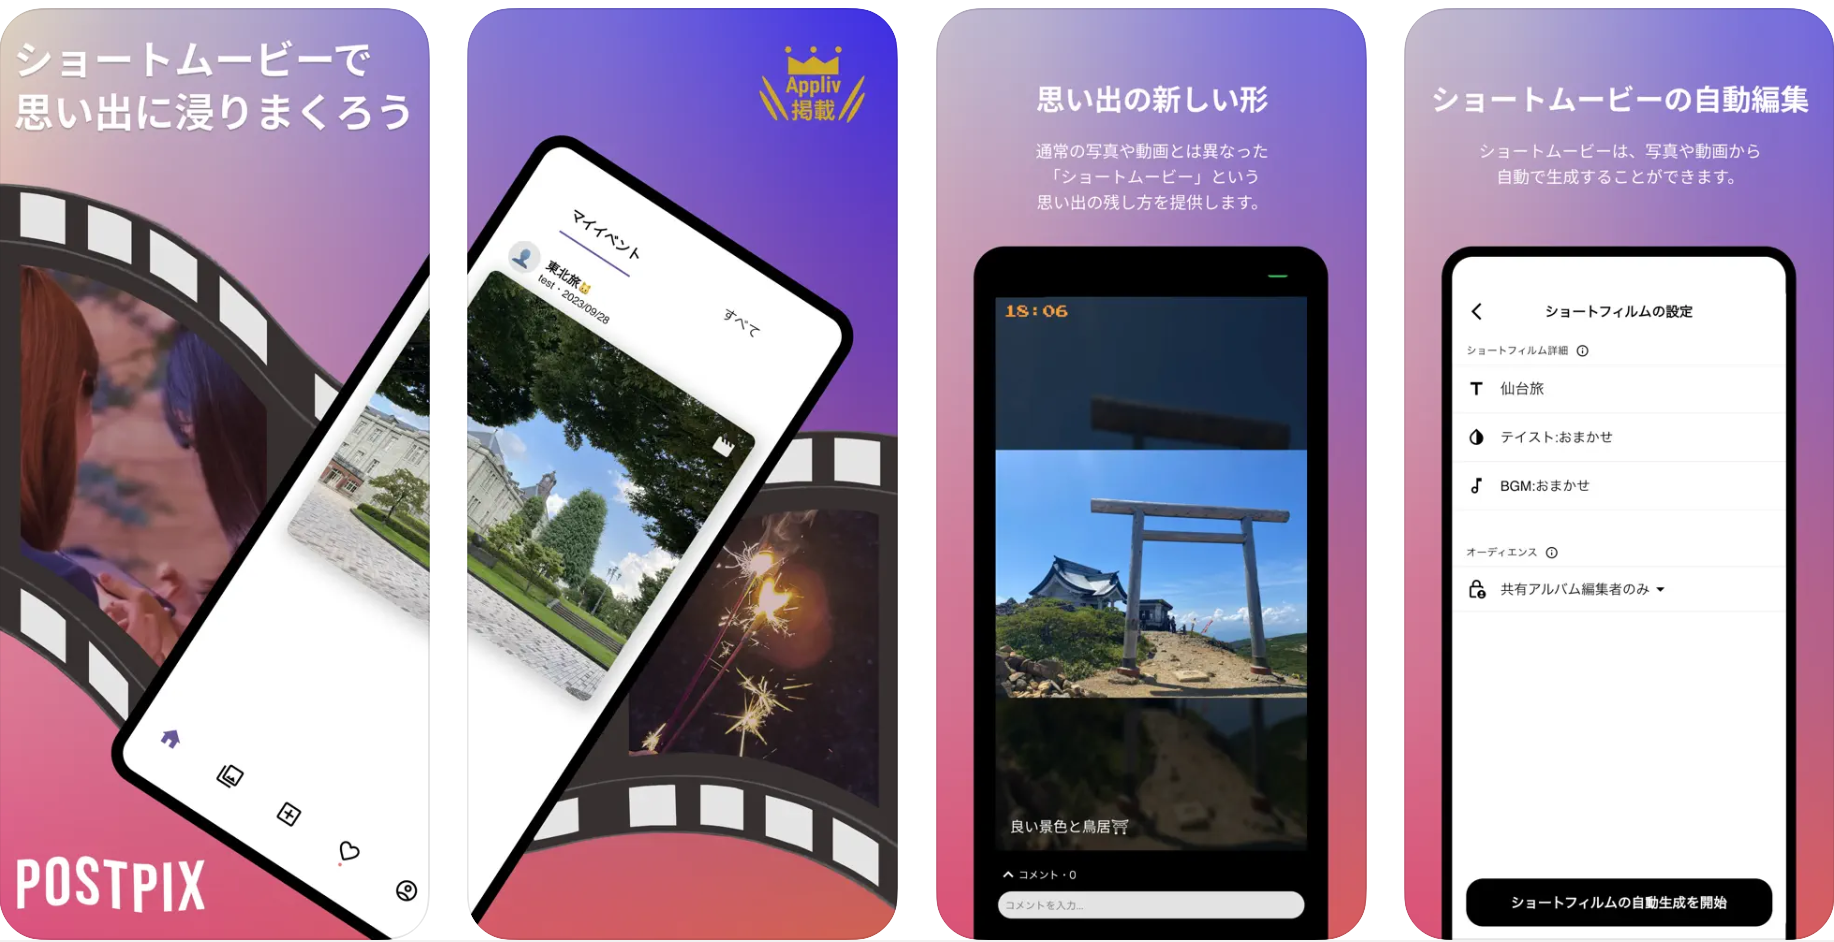 ショートムービーで
思い出に浸りまくろう
POSTPIX
Appliv
掲載
マイイベント
すべて
東北旅🐱
test・2023/09/28
思い出の新しい形
通常の写真や動画とは異なった
「ショートムービー」という
思い出の残し方を提供します。
18:06
良い景色と鳥居⛩
コメント・0
コメントを入力...
ショートムービーの自動編集
ショートムービーは、写真や動画から
自動で生成することができます。
ショートフィルムの設定
ショートフィルム詳細
仙台旅
テイスト:おまかせ
BGM:おまかせ
オーディエンス
共有アルバム編集者のみ
ショートフィルムの自動生成を開始